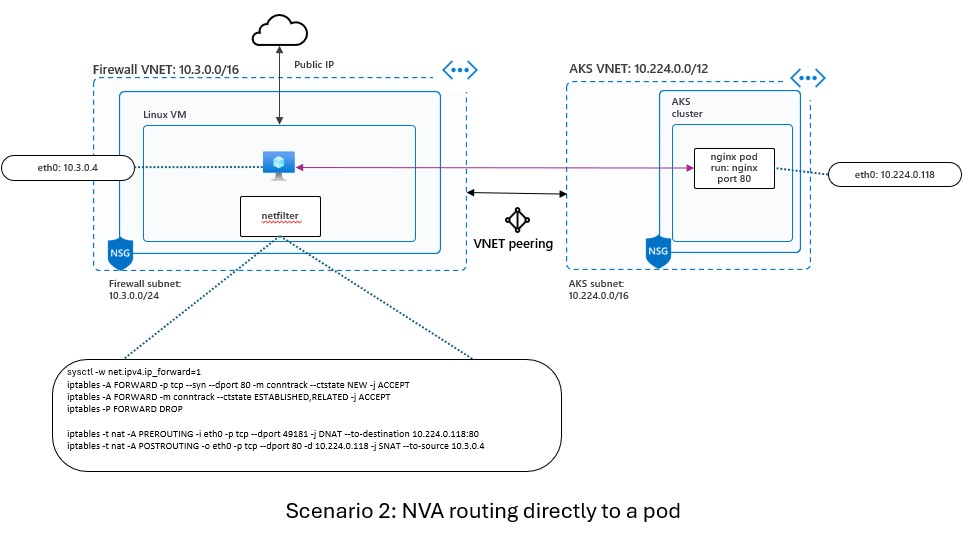 Public IP
Firewall VNET: 10.3.0.0/16
AKS VNET: 10.224.0.0/12
Linux VM
AKS
cluster
eth0: 10.3.0.4
nginx pod
run: nginx
port 80
eth0: 10.224.0.118
netfilter
NSG
VNET peering
NSG
Firewall subnet:
10.3.0.0/24
AKS subnet:
10.224.0.0/16
sysctl -w net.ipv4.ip_forward=1
iptables -A FORWARD -p tcp --syn --dport 80 -m conntrack --ctstate NEW -j ACCEPT
iptables -A FORWARD -m conntrack --ctstate ESTABLISHED,RELATED -j ACCEPT
iptables -P FORWARD DROP
iptables -t nat -A PREROUTING -i eth0 -p tcp --dport 49181 -j DNAT --to-destination 10.224.0.118:80
iptables -t nat -A POSTROUTING -o eth0 -p tcp --dport 80 -d 10.224.0.118 -j SNAT --to-source 10.3.0.4
Scenario 2: NVA routing directly to a pod